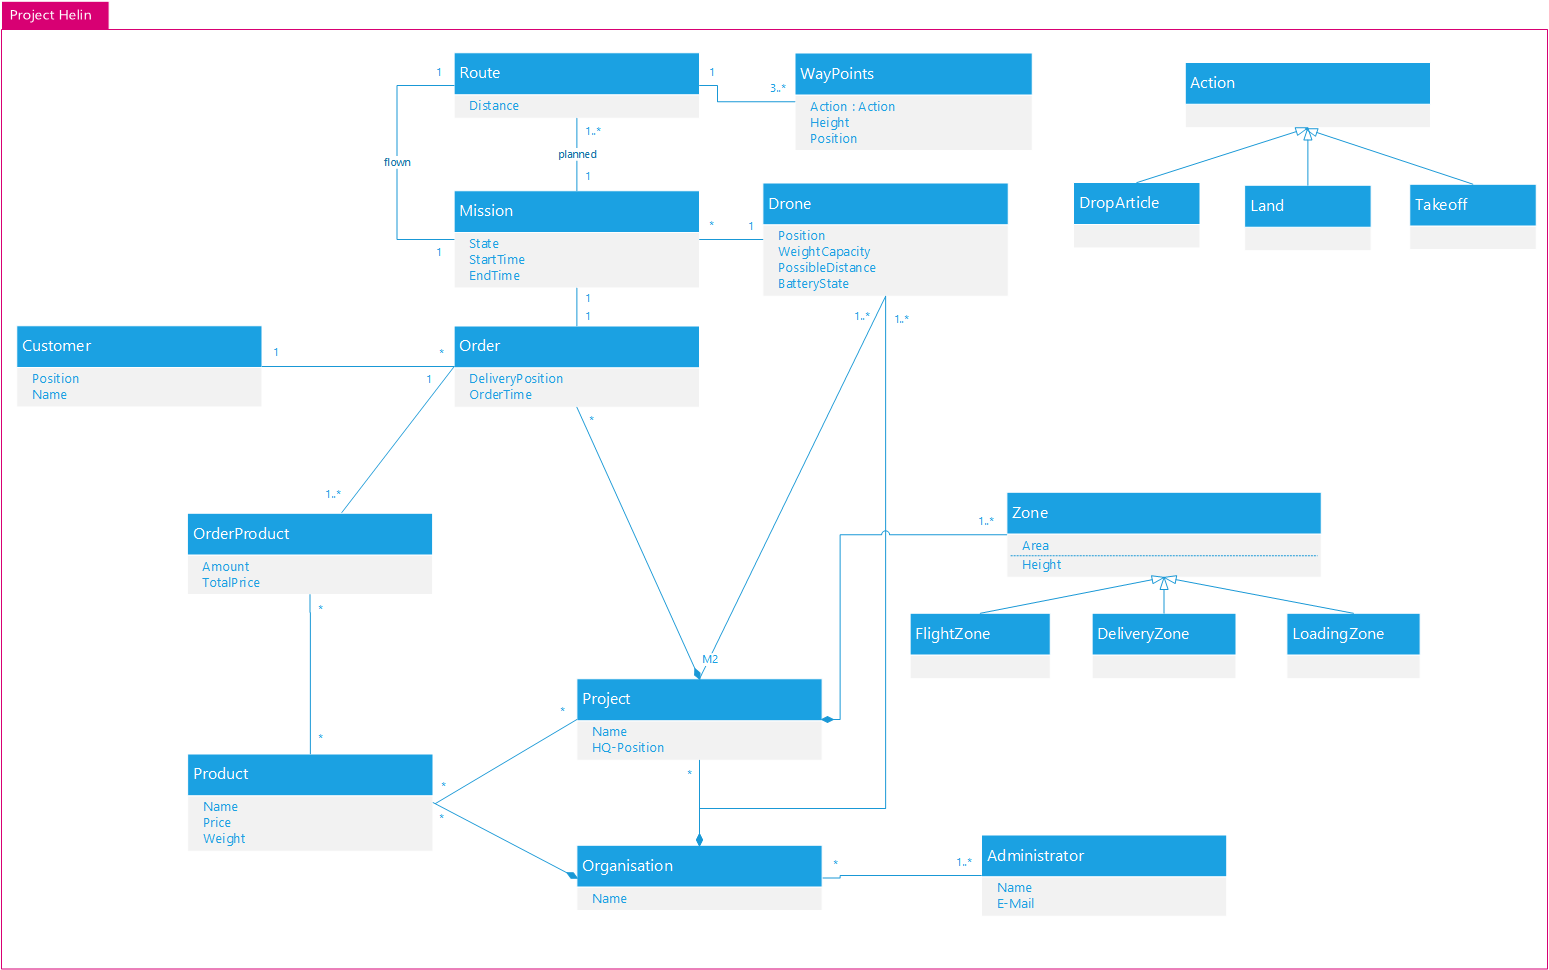 Project Helin
Route
Distance
1
1
3..*
WayPoints
Action : Action
Height
Position
Action
DropArticle
Land
Takeoff
flown
1..*
planned
1
Mission
State
StartTime
EndTime
1
*
1
Drone
Position
WeightCapacity
PossibleDistance
BatteryState
1
1
1..*
1..*
Customer
Position
Name
1
*
1
Order
DeliveryPosition
OrderTime
*
1..*
OrderProduct
Amount
TotalPrice
*
*
1..*
Zone
Area
Height
FlightZone
DeliveryZone
LoadingZone
M2
Project
Name
HQ-Position
*
*
*
*
Product
Name
Price
Weight
Organisation
Name
*
1..*
Administrator
Name
E-Mail